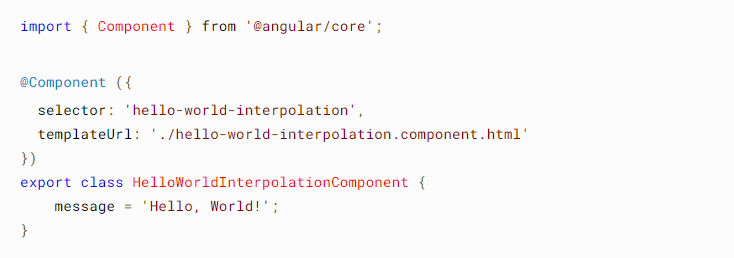 import { Component } from '@angular/core';
@Component ({
  selector: 'hello-world-interpolation',
  templateUrl: './hello-world-interpolation.component.html'
})
export class HelloWorldInterpolationComponent {
    message = 'Hello, World!';
}